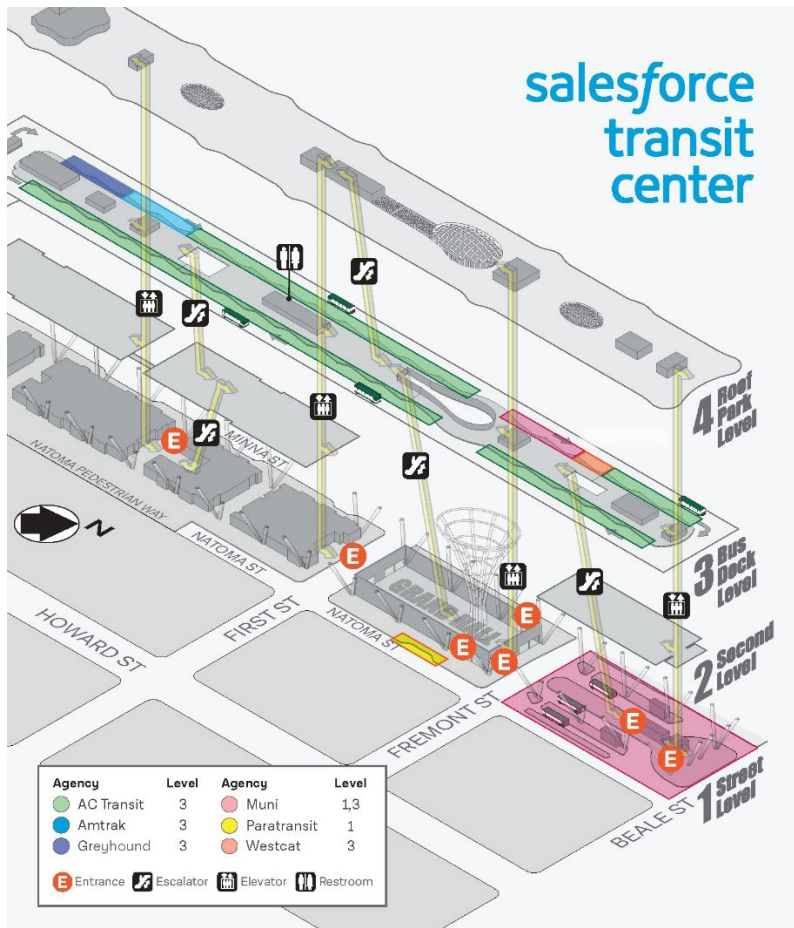 salesforce
transit
center
4 Roof
Park
Level
3 Bus
Deck
Level
2 Second
Level
1 Street
Level
E
MINNA ST
NATOMA PEDESTRIAN WAY
N
NATOMA ST
E
GRAND HALL
E
FIRST ST
NATOMA ST
E
E
HOWARD ST
FREMONT ST
E
E
BEALE ST
Agency Level Agency Level
AC Transit 3 Muni 1,3
Amtrak 3 Paratransit 1
Greyhound 3 Westcat 3
E Entrance Escalator Elevator Restroom